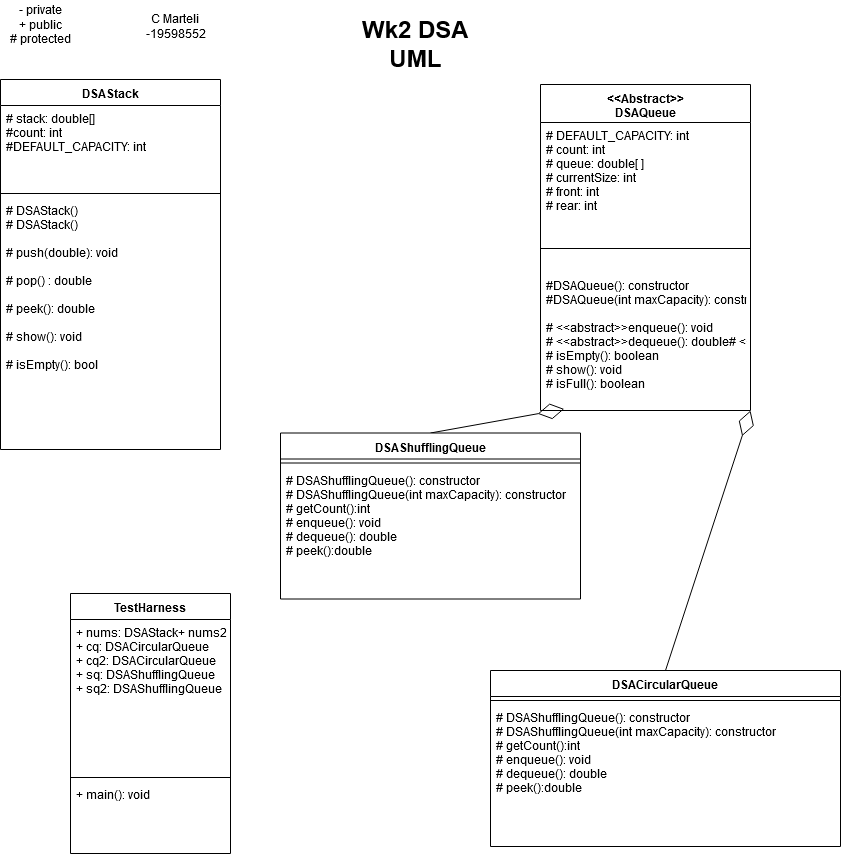 - private
+ public
# protected
C Marteli
-19598552
Wk2 DSA
UML
DSAStack
# stack: double[]
#count: int
#DEFAULT_CAPACITY: int
# DSAStack()
# DSAStack()
# push(double): void
# pop() : double
# peek(): double
# show(): void
# isEmpty(): bool
<<Abstract>>
DSAQueue
# DEFAULT_CAPACITY: int
# count: int
# queue: double[ ]
# currentSize: int
# front: int
# rear: int
#DSAQueue(): constructor
#DSAQueue(int maxCapacity): constr
# <<abstract>>enqueue(): void
# <<abstract>>dequeue(): double# <
# isEmpty(): boolean
# show(): void
# isFull(): boolean
DSAShufflingQueue
# DSAShufflingQueue(): constructor
# DSAShufflingQueue(int maxCapacity): constructor
# getCount():int
# enqueue(): void
# dequeue(): double
# peek():double
TestHarness
+ nums: DSAStack+ nums2
+ cq: DSACircularQueue
+ cq2: DSACircularQueue
+ sq: DSAShufflingQueue
+ sq2: DSAShufflingQueue
+ main(): void
DSACircularQueue
# DSAShufflingQueue(): constructor
# DSAShufflingQueue(int maxCapacity): constructor
# getCount():int
# enqueue(): void
# dequeue(): double
# peek():double